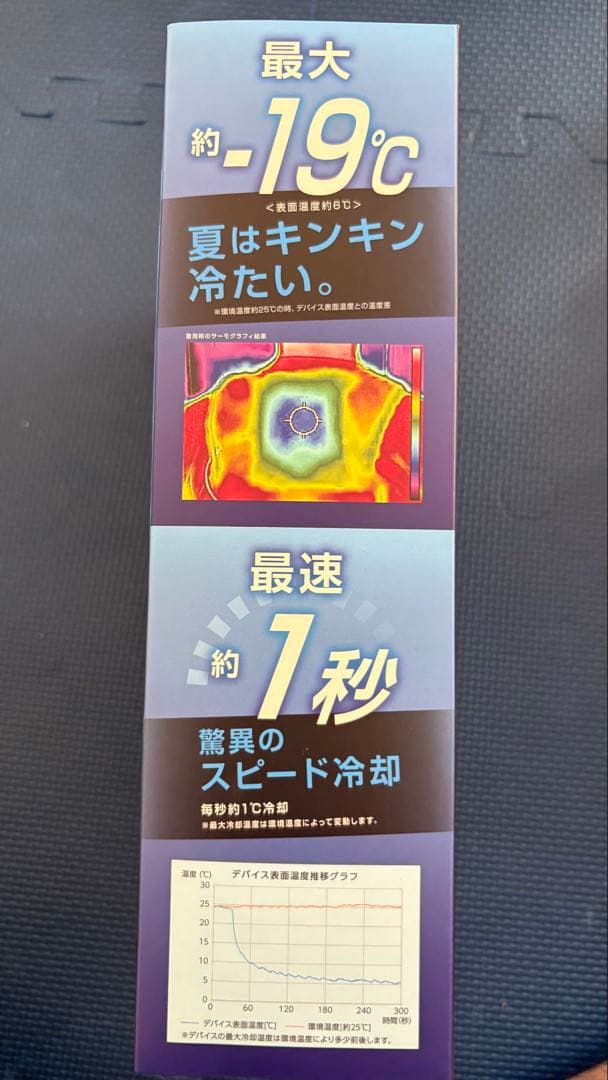 最大
約-19℃
<表面温度約6℃>
夏はキンキン
冷たい。
※環境温度約25℃の時、デバイス表面温度との温度差
着用時のサーモグラフィ結果
最速
約1秒
驚異の
スピード冷却
毎秒約1℃冷却
※最大冷却温度は環境温度によって変動します。
温度(℃) デバイス表面温度推移グラフ
30
25
20
15
10
5
0
0 60 120 180 240 300
時間(秒)
デバイス表面温度[℃] 環境温度[約25℃]
※デバイスの最大冷却温度は環境温度により多少前後します。